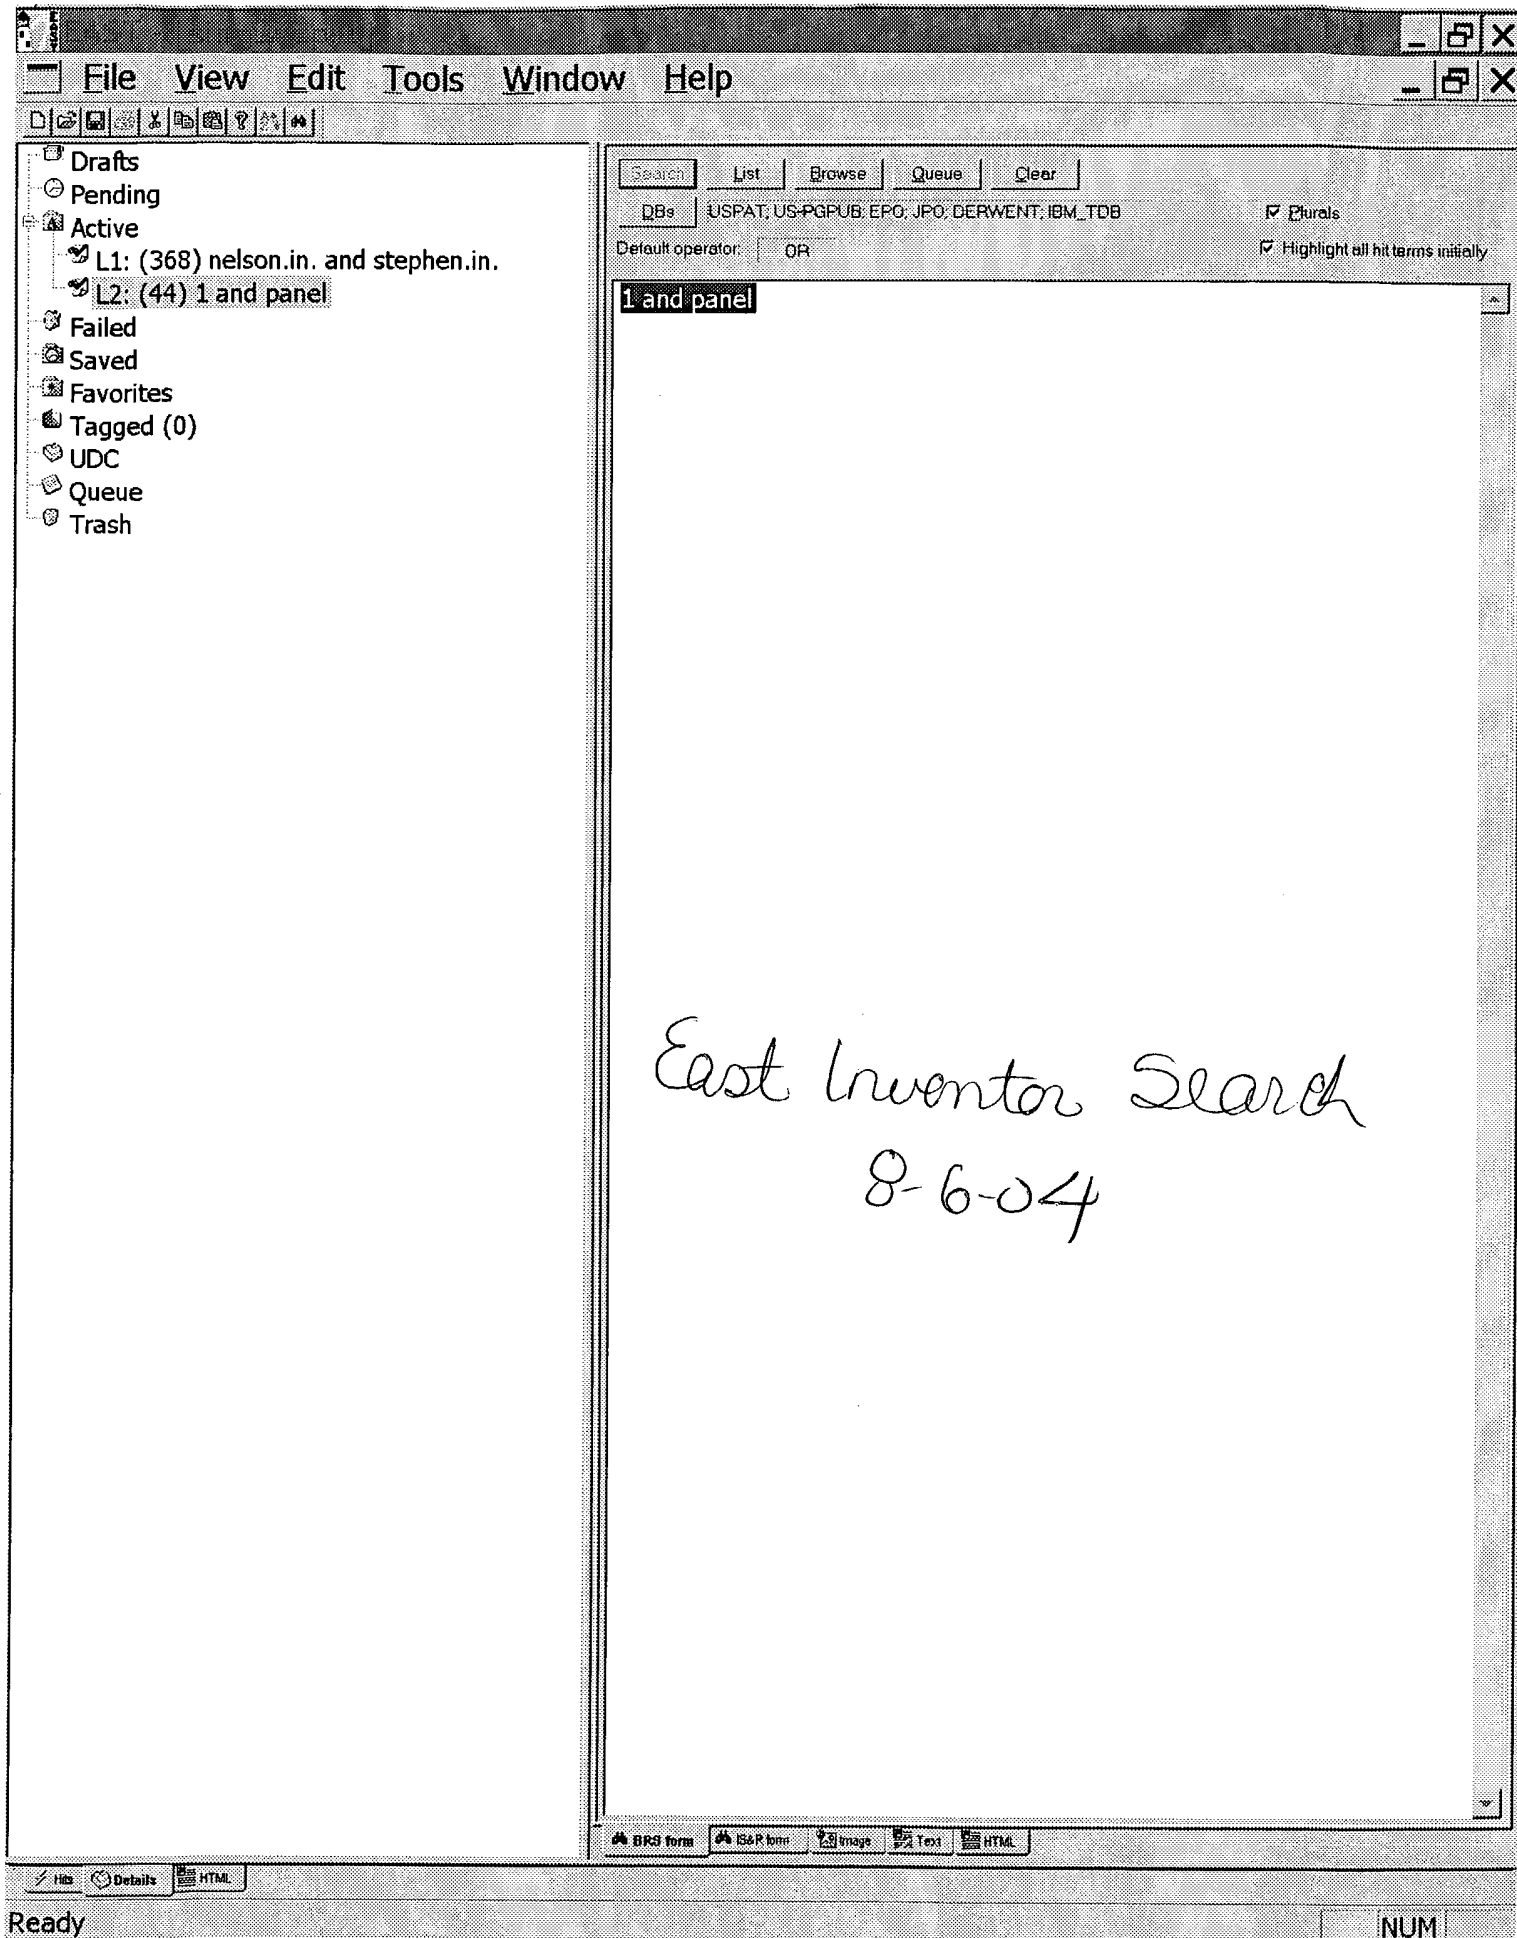 EAST
File View Edit Tools Window Help
Drafts
Pending
Active
L1: (368) nelson.in. and stephen.in.
L2: (44) 1 and panel
Failed
Saved
Favorites
Tagged (0)
UDC
Queue
Trash
Search List Browse Queue Clear
DBs USPAT; US-PGPUB; EPO; JPO; DERWENT; IBM_TDB Plurals
Default operator: OR Highlight all hit terms initially
1 and panel
East Inventor Search
8-6-04
BRS form IS&R form Image Text HTML
Hits Details HTML
Ready NUM